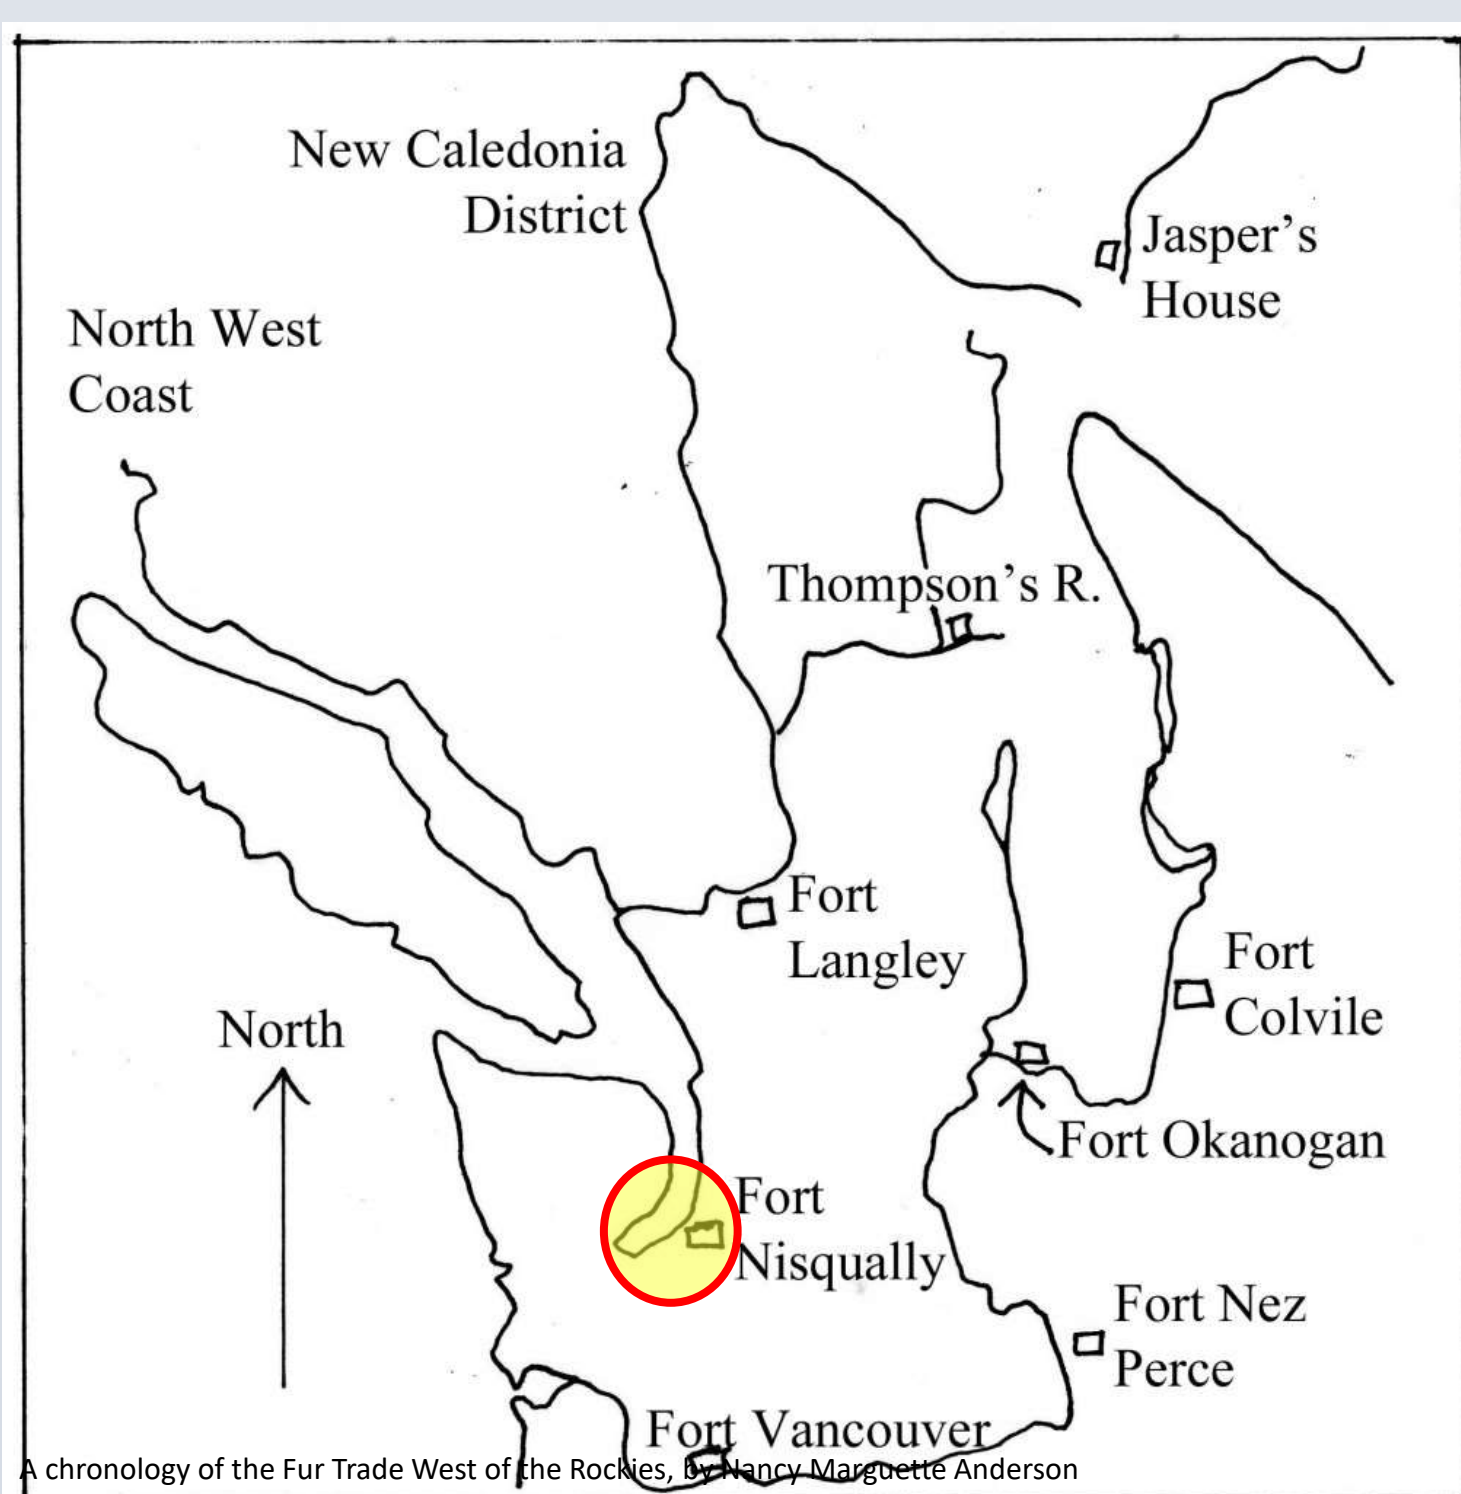 New Caledonia
District
Jasper's
House
North West
Coast
Thompson's R.
Fort
Langley
Fort
Colvile
North
Fort Okanogan
Fort
Nisqually
Fort Nez
Perce
Fort Vancouver
A chronology of the Fur Trade West of the Rockies, by Nancy Marguette Anderson